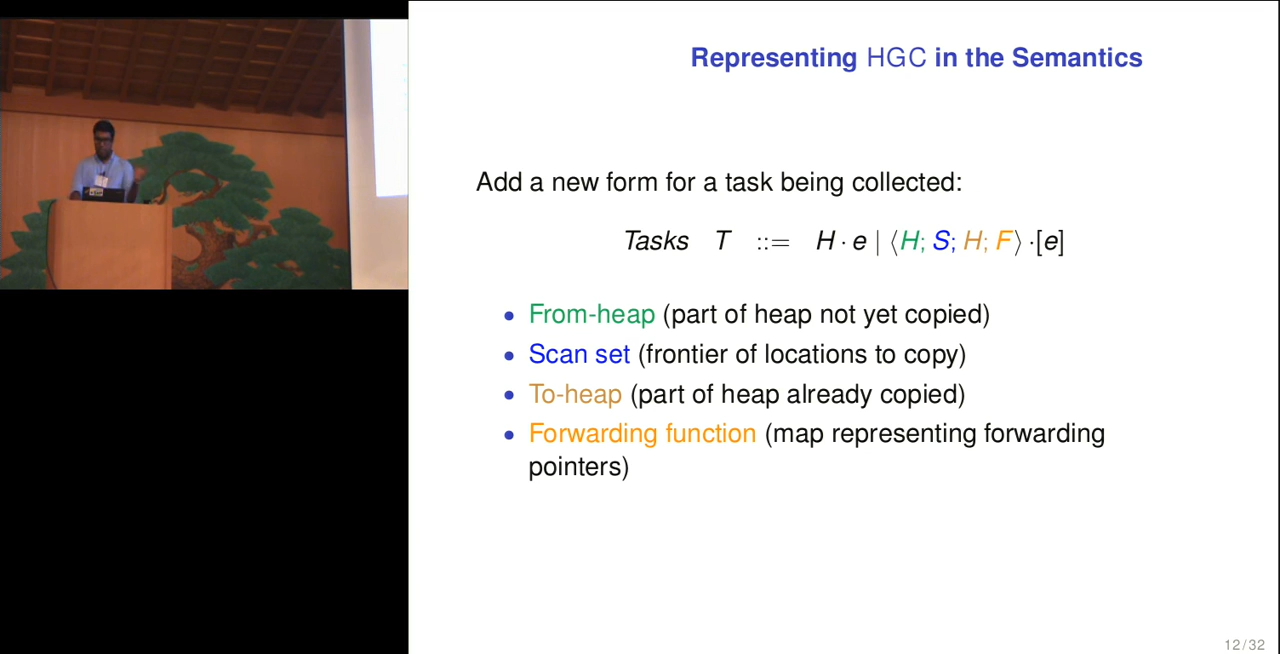 Representing HGC in the Semantics
Add a new form for a task being collected:
Tasks T ::= H · e | ⟨H; S; H; F⟩ ·[e]
• From-heap (part of heap not yet copied)
• Scan set (frontier of locations to copy)
• To-heap (part of heap already copied)
• Forwarding function (map representing forwarding
pointers)
12/32